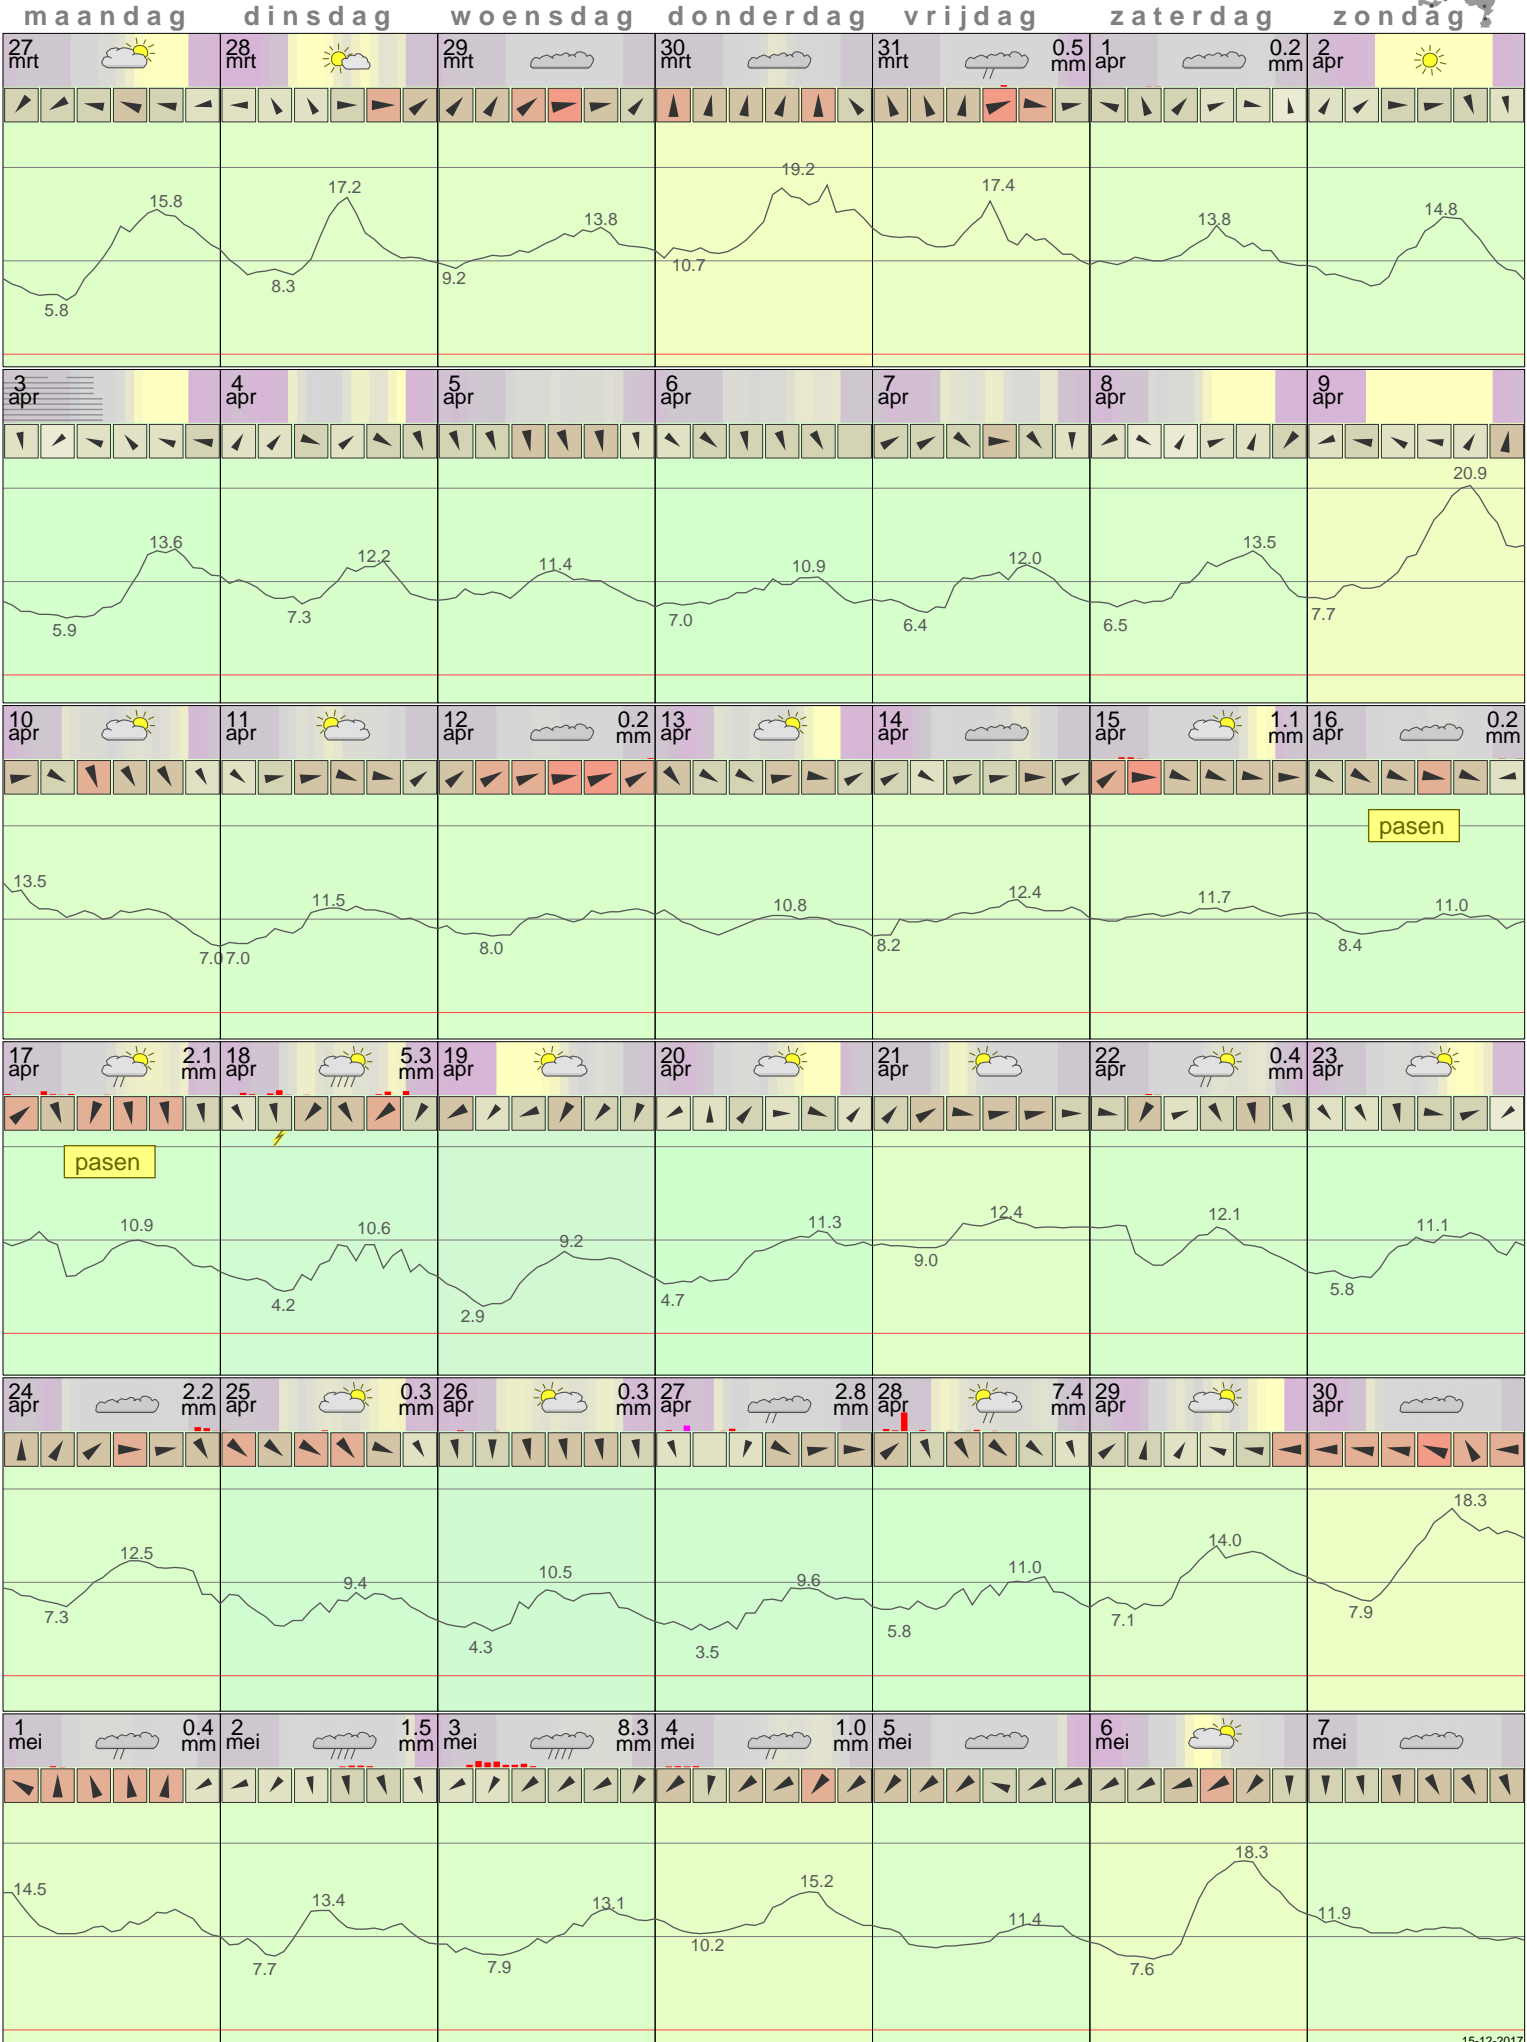 maandag dinsdag woensdag donderdag vrijdag zaterdag zondag
27 mrt 28 mrt 29 mrt 30 mrt 31 mrt 0.5 mm 1 apr 0.2 mm 2 apr
15.8 17.2 13.8 19.2 17.4 13.8 14.8
5.8 8.3 9.2 10.7
3 apr 4 apr 5 apr 6 apr 7 apr 8 apr 9 apr
13.6 12.2 11.4 10.9 12.0 13.5 20.9
5.9 7.3 7.0 6.4 6.5 7.7
10 apr 11 apr 12 apr 0.2 mm 13 apr 14 apr 15 apr 1.1 mm 16 apr 0.2 mm
pasen
13.5 11.5 10.8 12.4 11.7 11.0
7.0 7.0 8.0 8.2 8.4
17 apr 2.1 mm 18 apr 5.3 mm 19 apr 20 apr 21 apr 22 apr 0.4 mm 23 apr
pasen
10.9 10.6 9.2 11.3 12.4 12.1 11.1
4.2 2.9 4.7 9.0 5.8
24 apr 2.2 mm 25 apr 0.3 mm 26 apr 0.3 mm 27 apr 2.8 mm 28 apr 7.4 mm 29 apr 30 apr
12.5 9.4 10.5 9.6 11.0 14.0 18.3
7.3 4.3 3.5 5.8 7.1 7.9
1 mei 0.4 mm 2 mei 1.5 mm 3 mei 8.3 mm 4 mei 1.0 mm 5 mei 6 mei 7 mei
14.5 13.4 13.1 15.2 11.4 18.3 11.9
7.7 7.9 10.2 7.6
15-12-2017